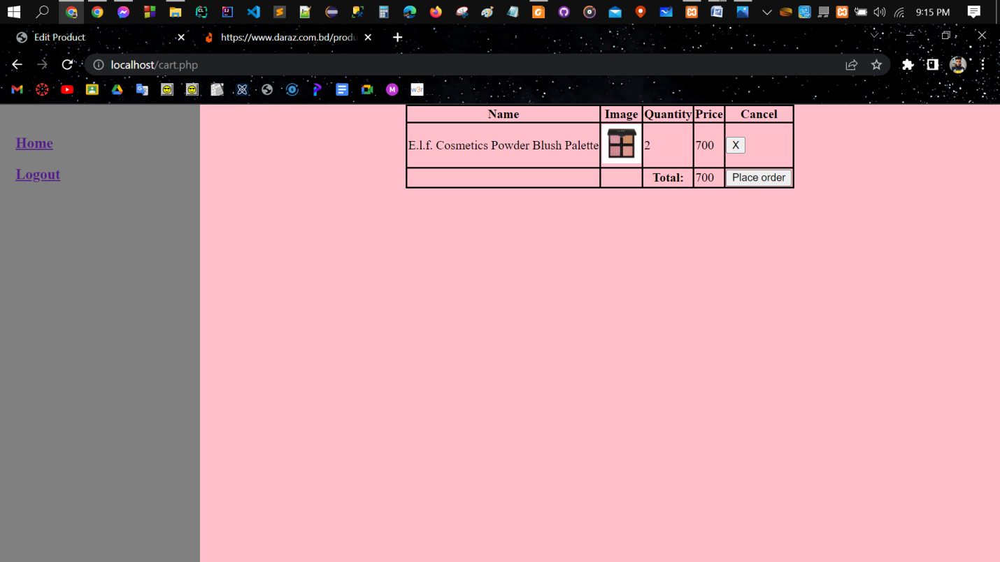 9:15 PM
Edit Product
https://www.daraz.com.bd/produ
localhost/cart.php
w3r
Home
Logout
Name Image Quantity Price Cancel
E.l.f. Cosmetics Powder Blush Palette 2 700 X
Total: 700 Place order